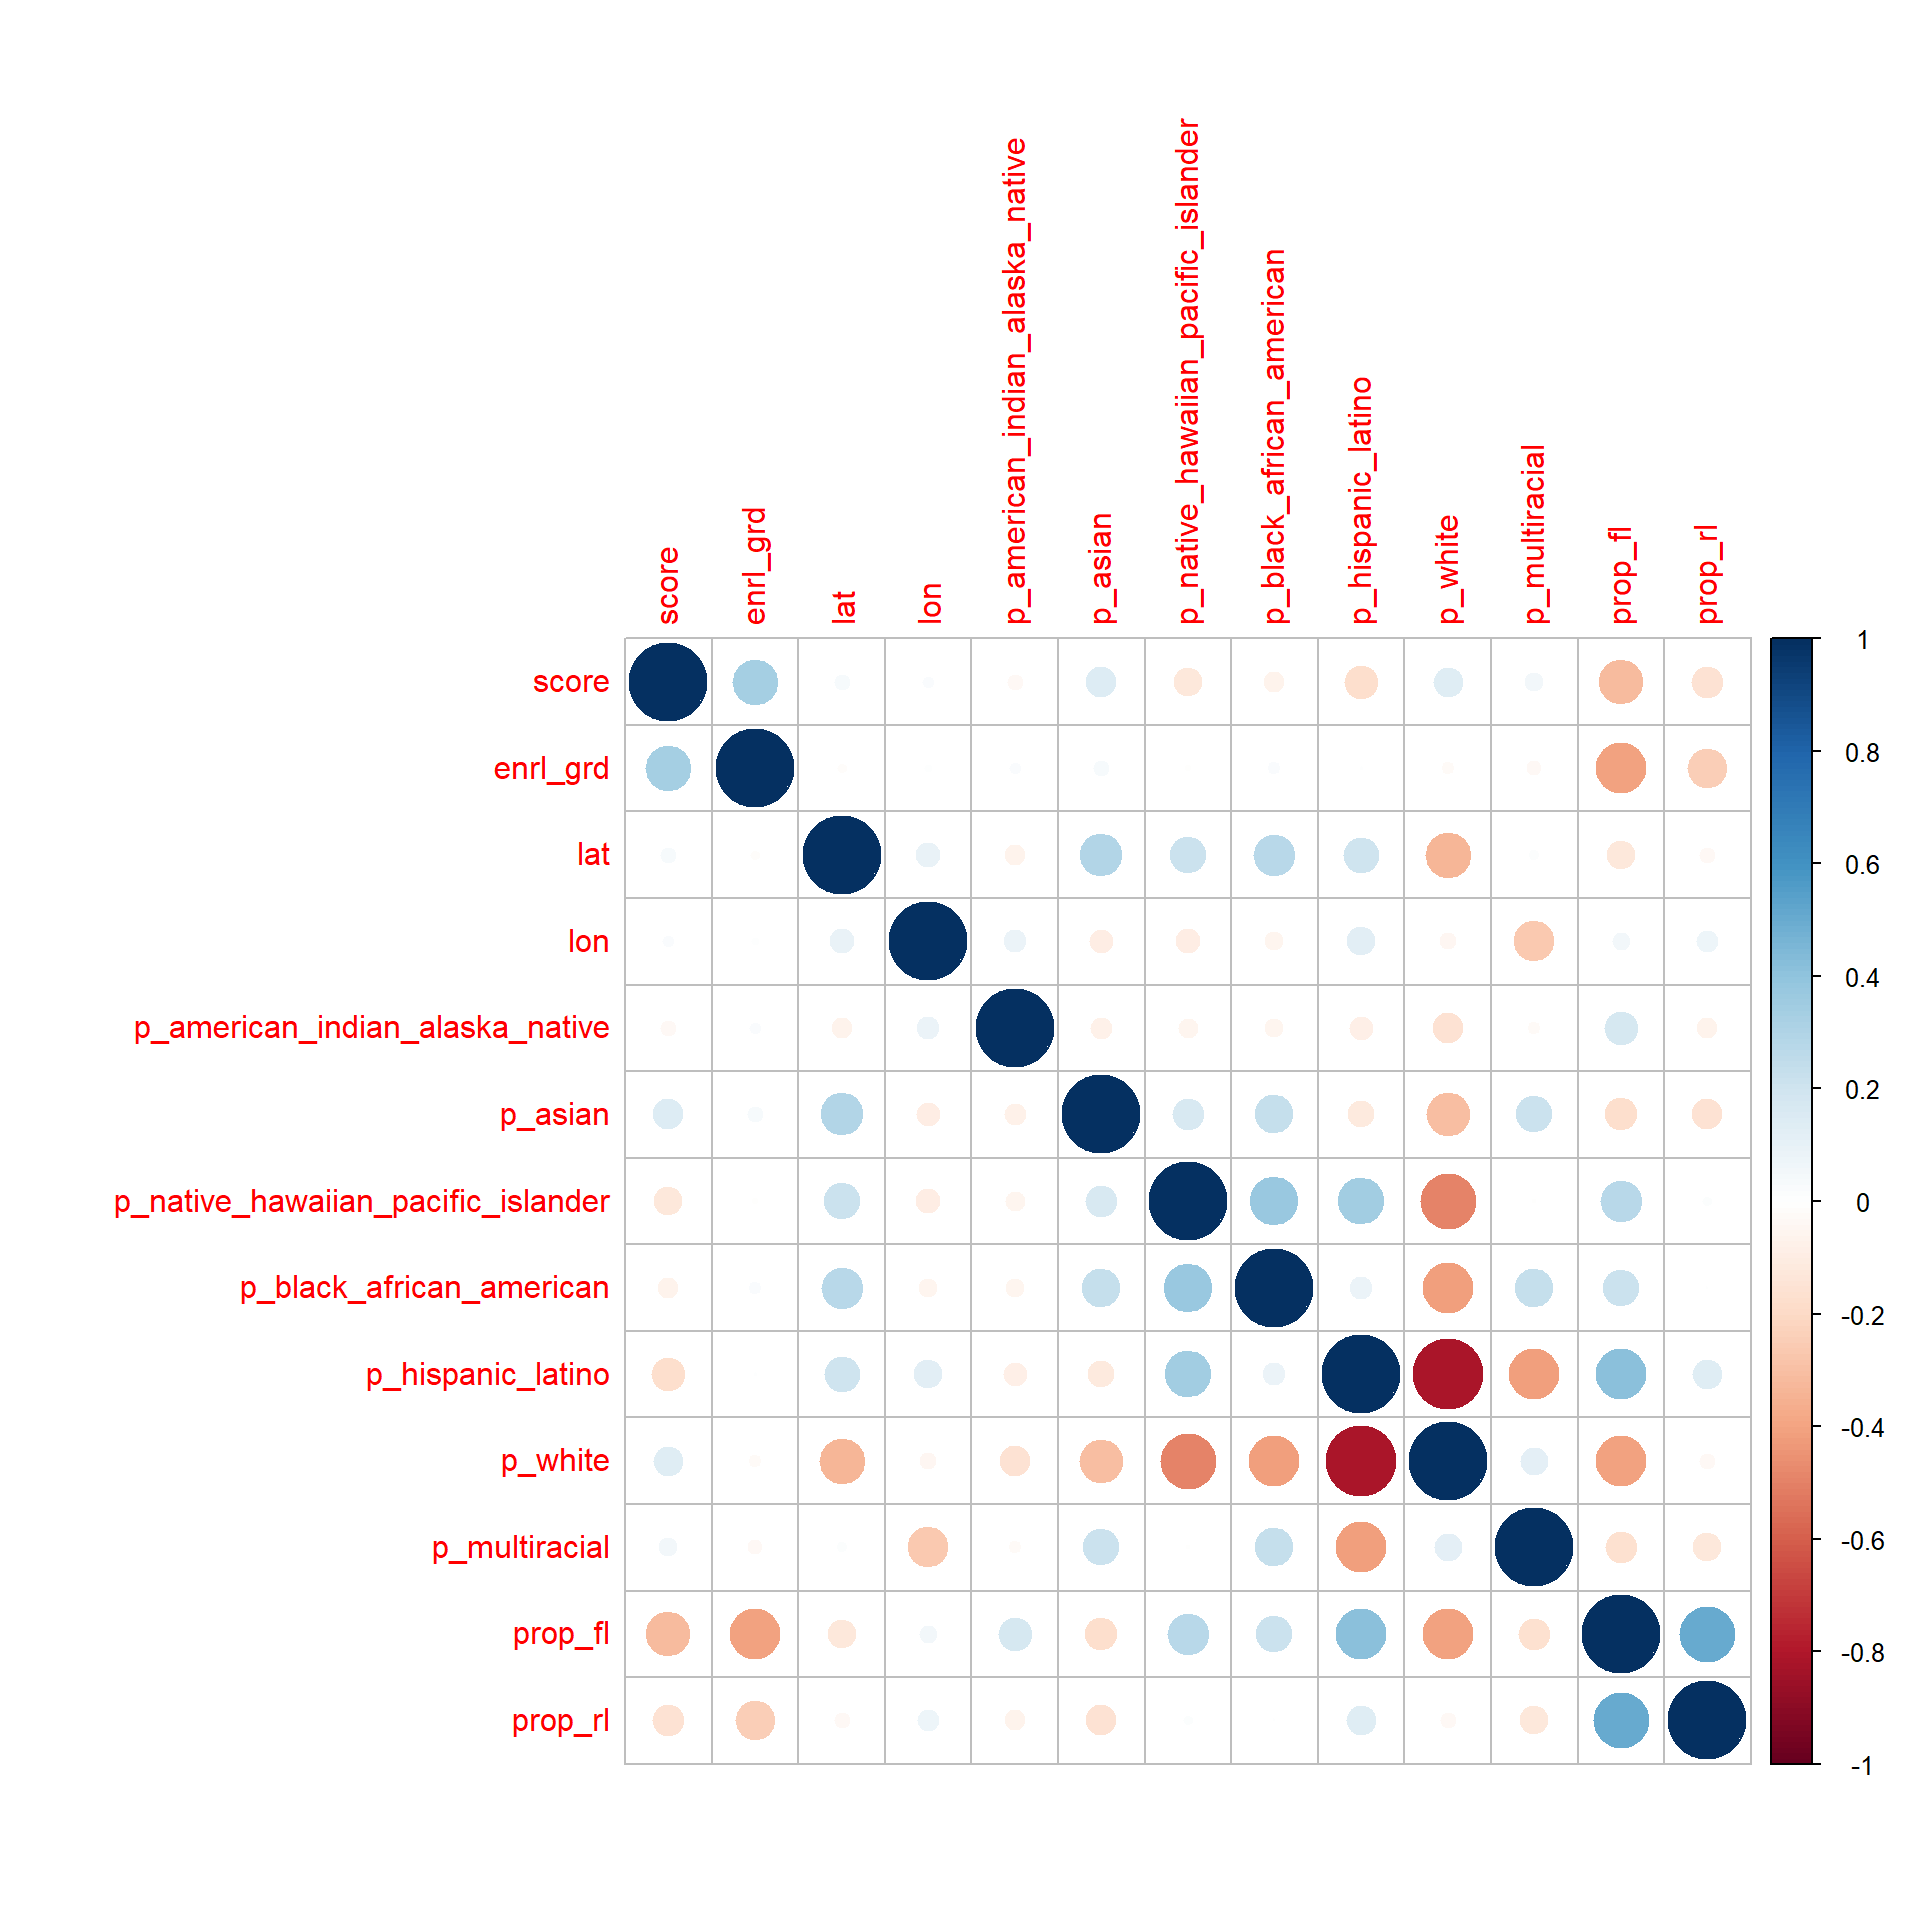 score
enrl_grd
lat
lon
p_american_indian_alaska_native
p_asian
p_native_hawaiian_pacific_islander
p_black_african_american
p_hispanic_latino
p_white
p_multiracial
prop_fl
prop_rl
score
enrl_grd
lat
lon
p_american_indian_alaska_native
p_asian
p_native_hawaiian_pacific_islander
p_black_african_american
p_hispanic_latino
p_white
p_multiracial
prop_fl
prop_rl
1
0.8
0.6
0.4
0.2
0
-0.2
-0.4
-0.6
-0.8
-1